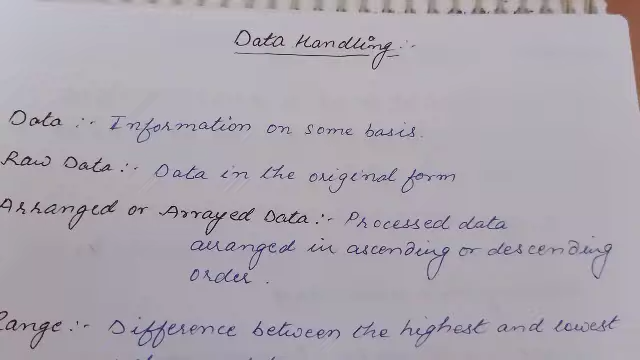 Data Handling:-
Data :- Information on some basis.
Raw Data :- Data in the original form
Arranged or Arrayed Data :- Processed data
arranged in ascending or descending
order.
Range :- Difference between the highest and lowest